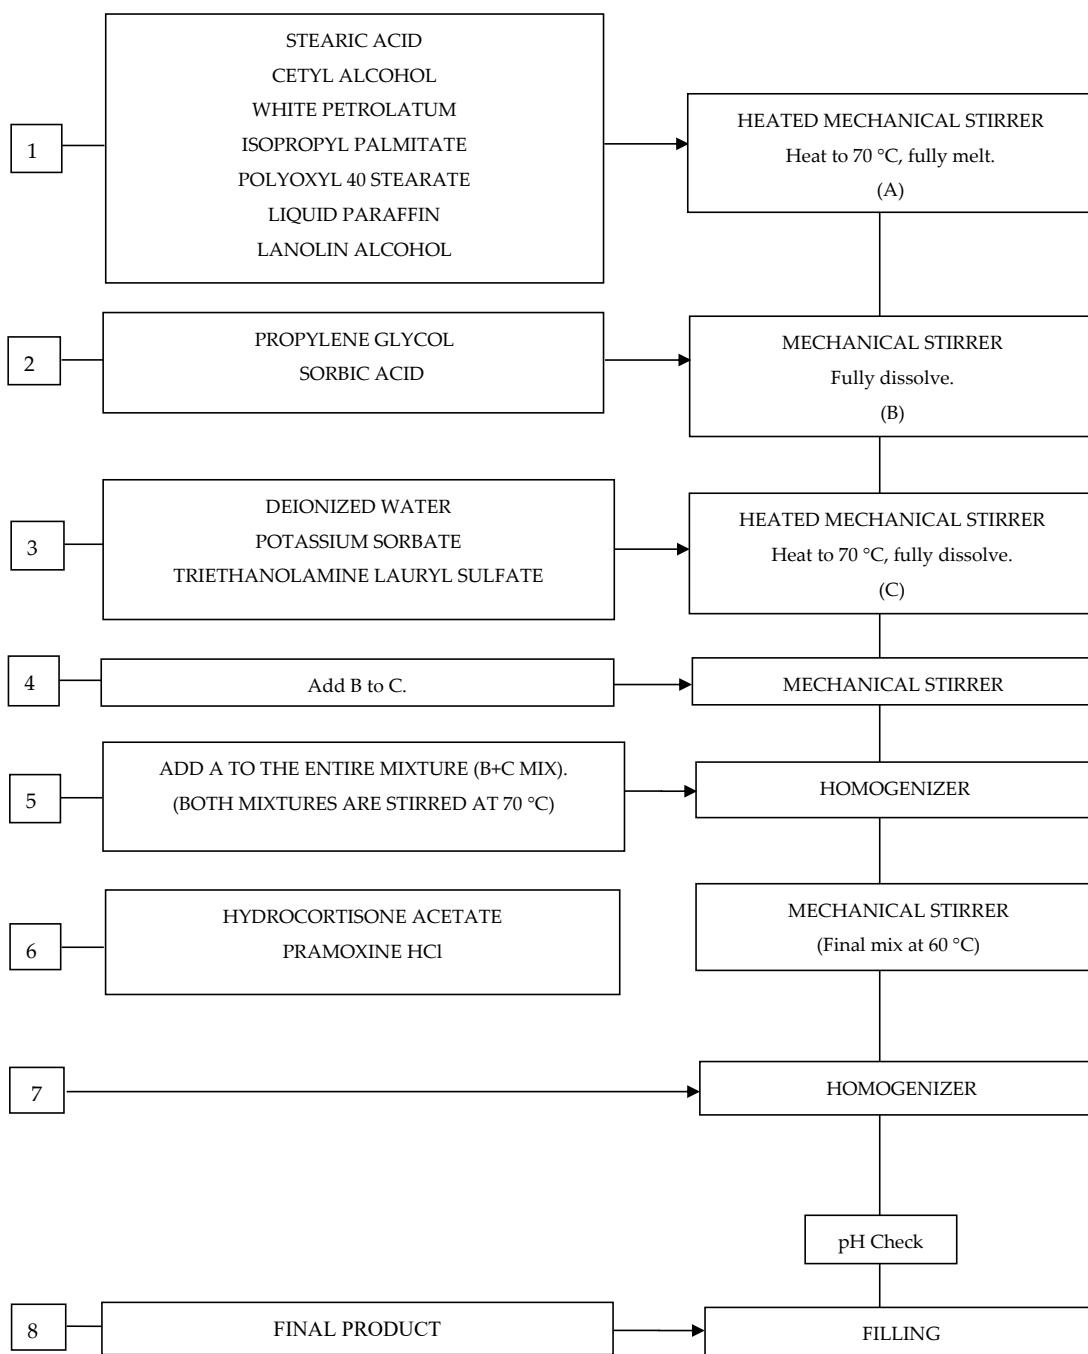 1
STEARIC ACID
CETYL ALCOHOL
WHITE PETROLATUM
ISOPROPYL PALMITATE
POLYOXYL 40 STEARATE
LIQUID PARAFFIN
LANOLIN ALCOHOL
HEATED MECHANICAL STIRRER
Heat to 70 °C, fully melt.
(A)
2
PROPYLENE GLYCOL
SORBIC ACID
MECHANICAL STIRRER
Fully dissolve.
(B)
3
DEIONIZED WATER
POTASSIUM SORBATE
TRIETHANOLAMINE LAURYL SULFATE
HEATED MECHANICAL STIRRER
Heat to 70 °C, fully dissolve.
(C)
4
Add B to C.
MECHANICAL STIRRER
5
ADD A TO THE ENTIRE MIXTURE (B+C MIX).
(BOTH MIXTURES ARE STIRRED AT 70 °C)
HOMOGENIZER
6
HYDROCORTISONE ACETATE
PRAMOXINE HCl
MECHANICAL STIRRER
(Final mix at 60 °C)
7
HOMOGENIZER
pH Check
8
FINAL PRODUCT
FILLING